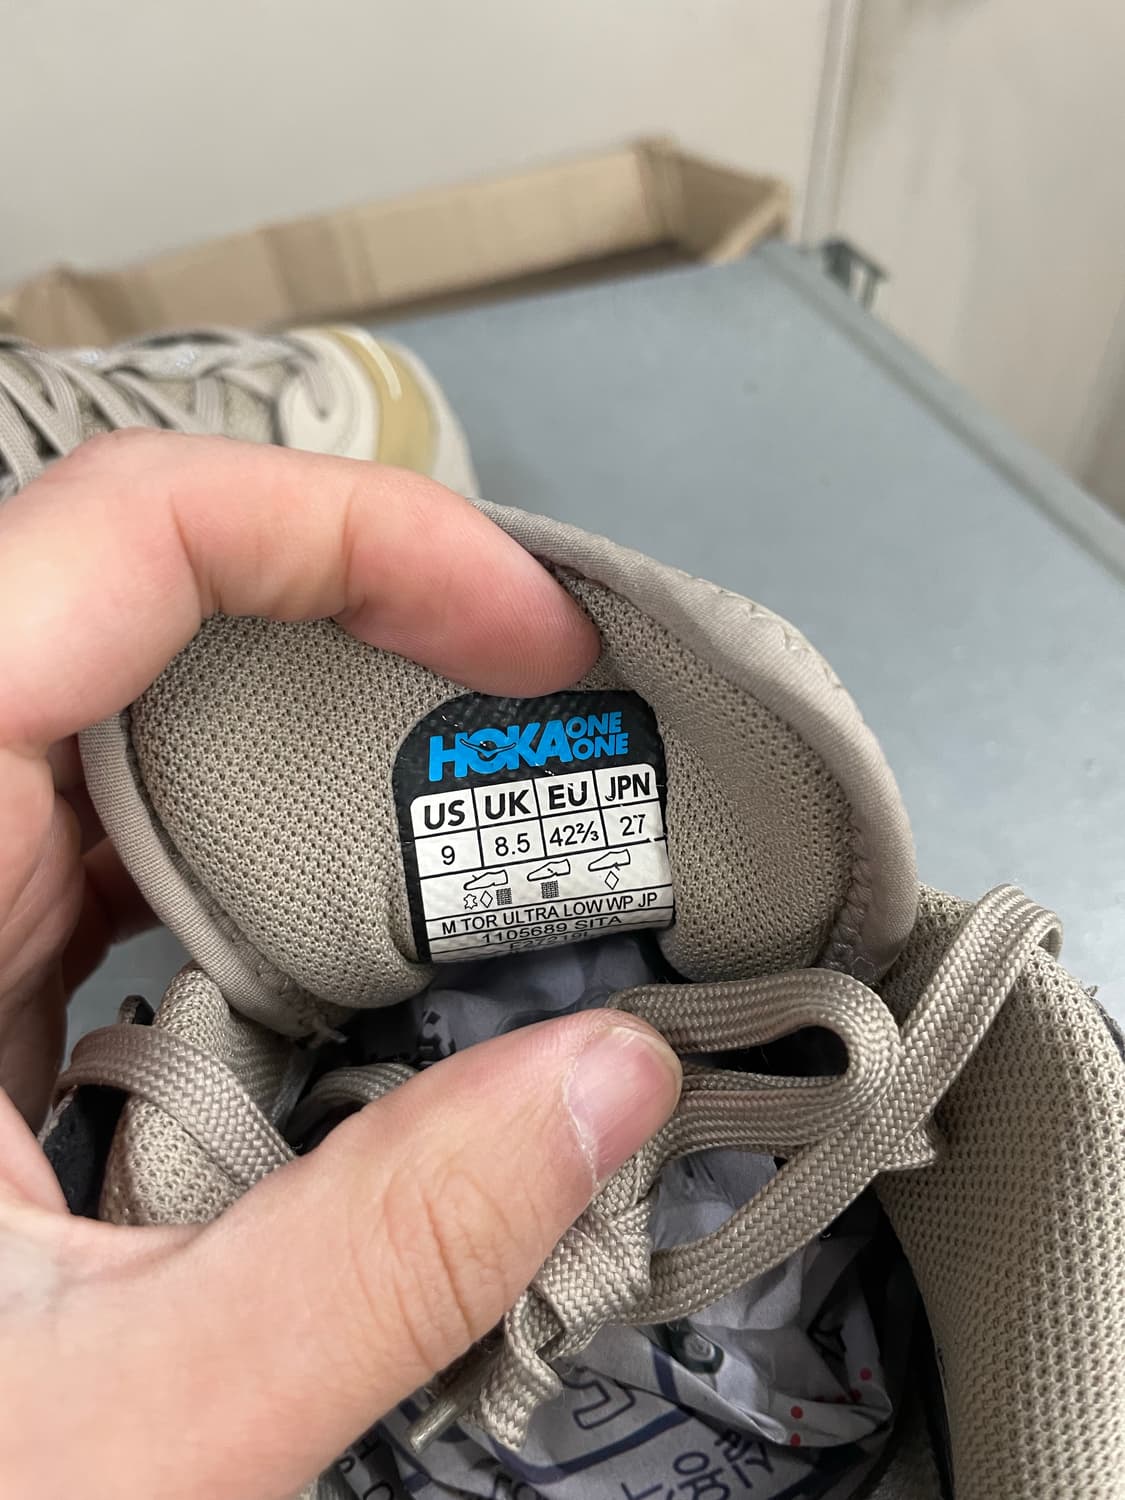 HOKA ONE ONE
US UK EU JPN
9 8.5 42⅔ 27
M TOR ULTRA LOW WP JP
1105689 SITA